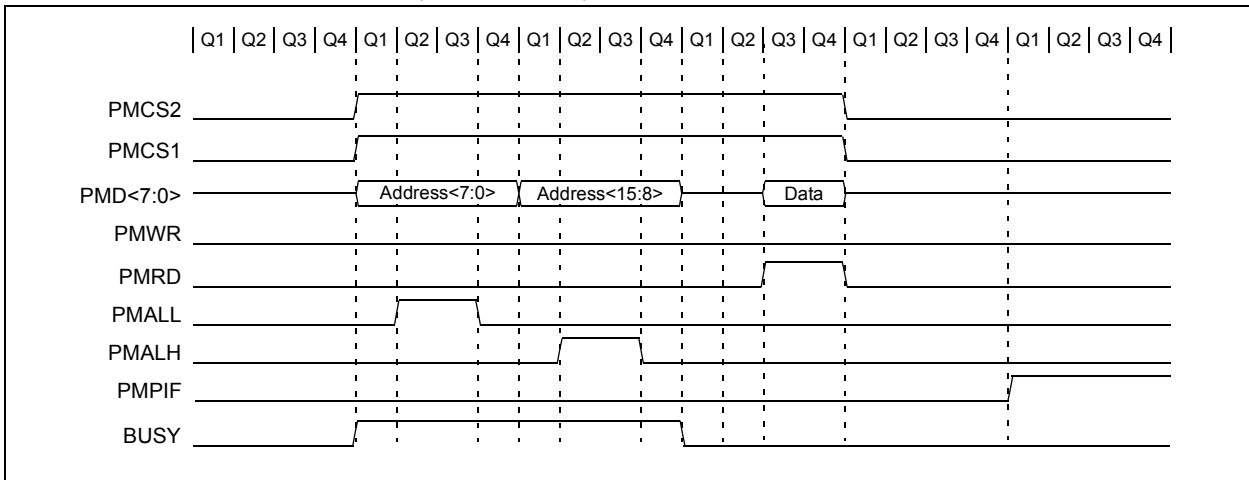 Q1 Q2 Q3 Q4 Q1 Q2 Q3 Q4 Q1 Q2 Q3 Q4 Q1 Q2 Q3 Q4 Q1 Q2 Q3 Q4 Q1 Q2 Q3 Q4
PMCS2
PMCS1
PMD<7:0> Address<7:0> Address<15:8> Data
PMWR
PMRD
PMALL
PMALH
PMPIF
BUSY